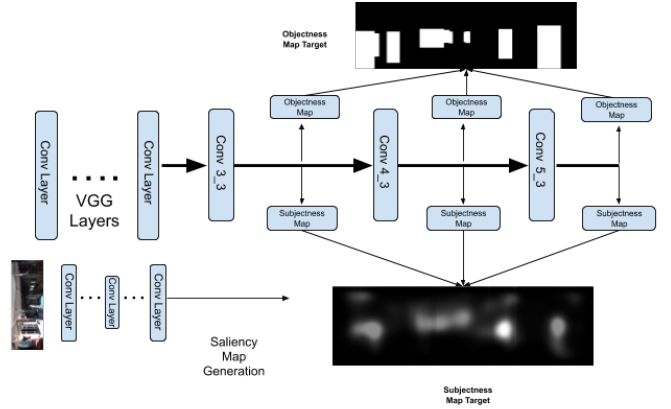 Objectness
Map Target
Objectness
Map
Objectness
Map
Objectness
Map
Conv Layer
VGG
Layers
Conv Layer
Conv 3_3
Conv 4_3
Conv 5_3
Subjectness
Map
Subjectness
Map
Subjectness
Map
Conv Layer
Conv Layer
Conv Layer
Saliency
Map
Generation
Subjectness
Map Target